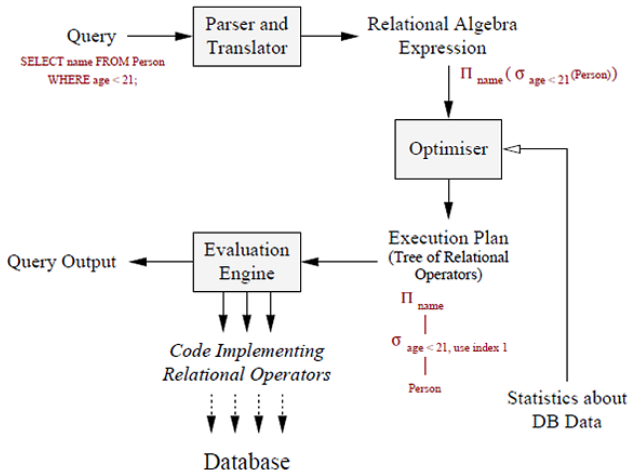 Query
SELECT name FROM Person
WHERE age < 21;
Parser and
Translator
Relational Algebra
Expression
Π name ( σ age < 21 (Person))
Optimiser
Execution Plan
(Tree of Relational
Operators)
Π name
σ age < 21, use index 1
Person
Evaluation
Engine
Query Output
Code Implementing
Relational Operators
Database
Statistics about
DB Data